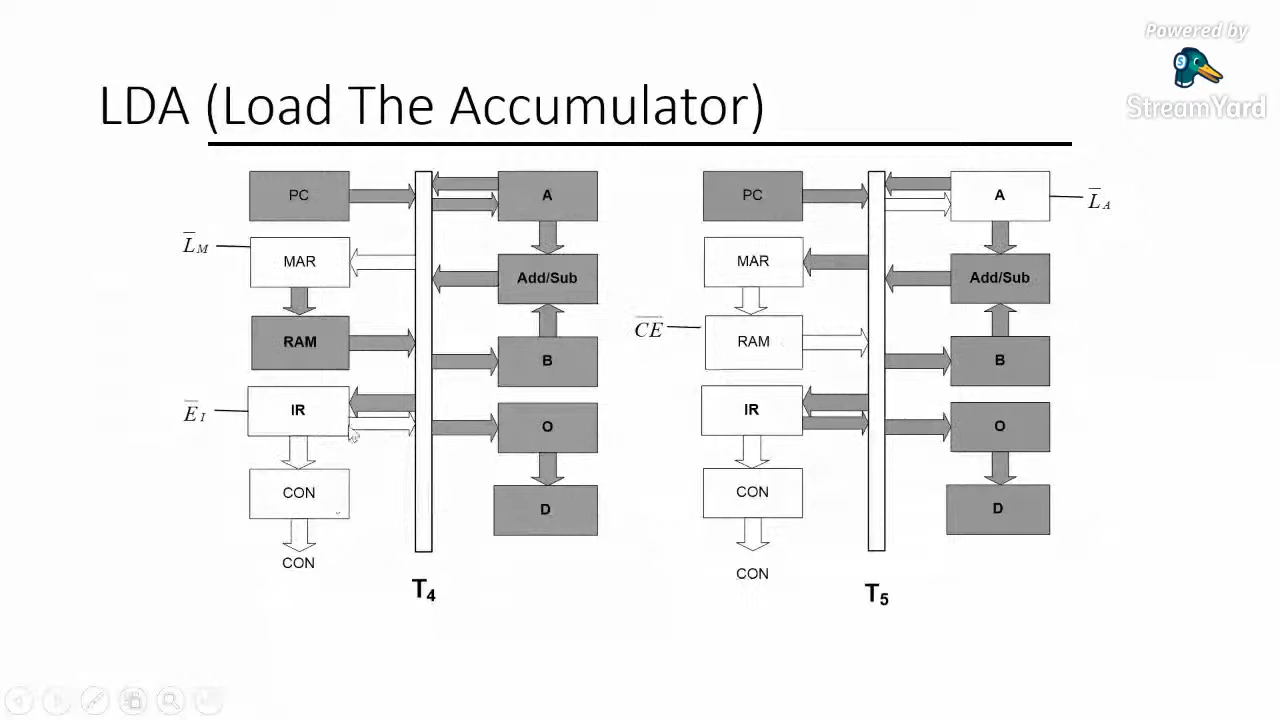 Powered by
StreamYard
LDA (Load The Accumulator)
PC
A
L̅M
MAR
Add/Sub
RAM
B
E̅I
IR
O
CON
D
CON
T₄
PC
A
L̅A
MAR
Add/Sub
C̅E̅
RAM
B
IR
O
CON
D
CON
T₅